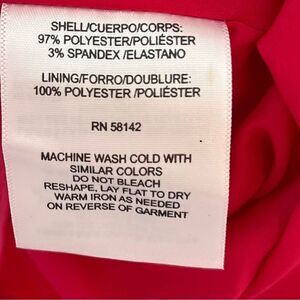 SHELL/CUERPO/CORPS:
97% POLYESTER/POLIÉSTER
3% SPANDEX /ELASTANO
LINING/FORRO/DOUBLURE:
100% POLYESTER /POLIÉSTER
RN 58142
MACHINE WASH COLD WITH
SIMILAR COLORS
DO NOT BLEACH
RESHAPE, LAY FLAT TO DRY
WARM IRON AS NEEDED
ON REVERSE OF GARMENT